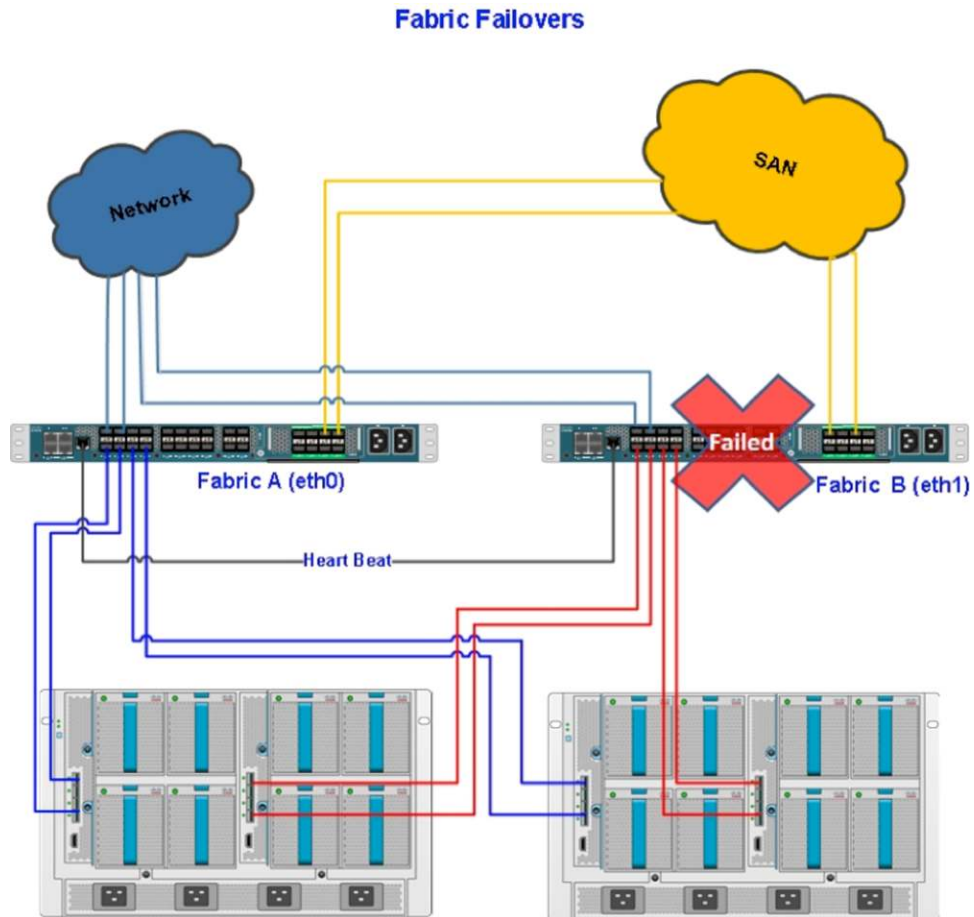 Fabric Failovers
Network
SAN
Failed
Fabric A (eth0)
Fabric B (eth1)
Heart Beat